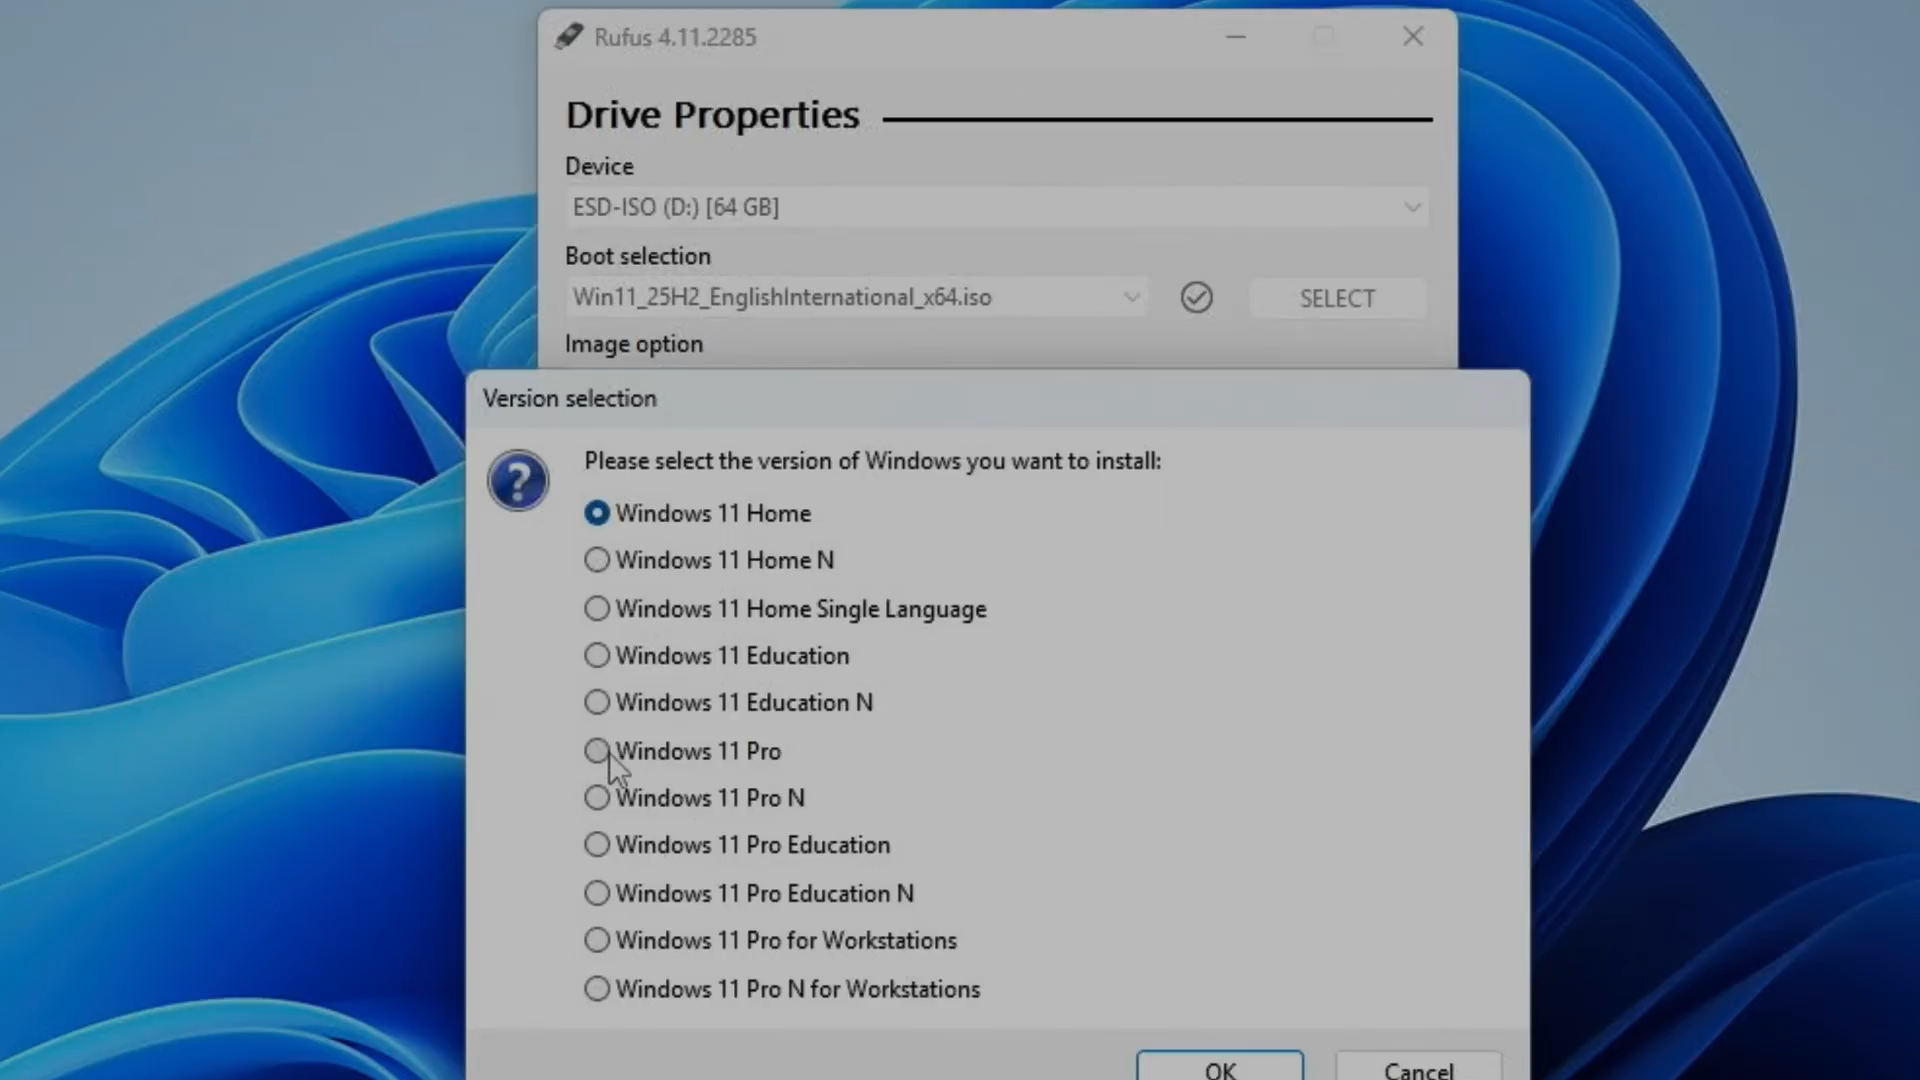 Rufus 4.11.2285
Drive Properties
Device
ESD-ISO (D:) [64 GB]
Boot selection
Win11_25H2_EnglishInternational_x64.iso
SELECT
Image option
Version selection
Please select the version of Windows you want to install:
Windows 11 Home
Windows 11 Home N
Windows 11 Home Single Language
Windows 11 Education
Windows 11 Education N
Windows 11 Pro
Windows 11 Pro N
Windows 11 Pro Education
Windows 11 Pro Education N
Windows 11 Pro for Workstations
Windows 11 Pro N for Workstations
OK
Cancel